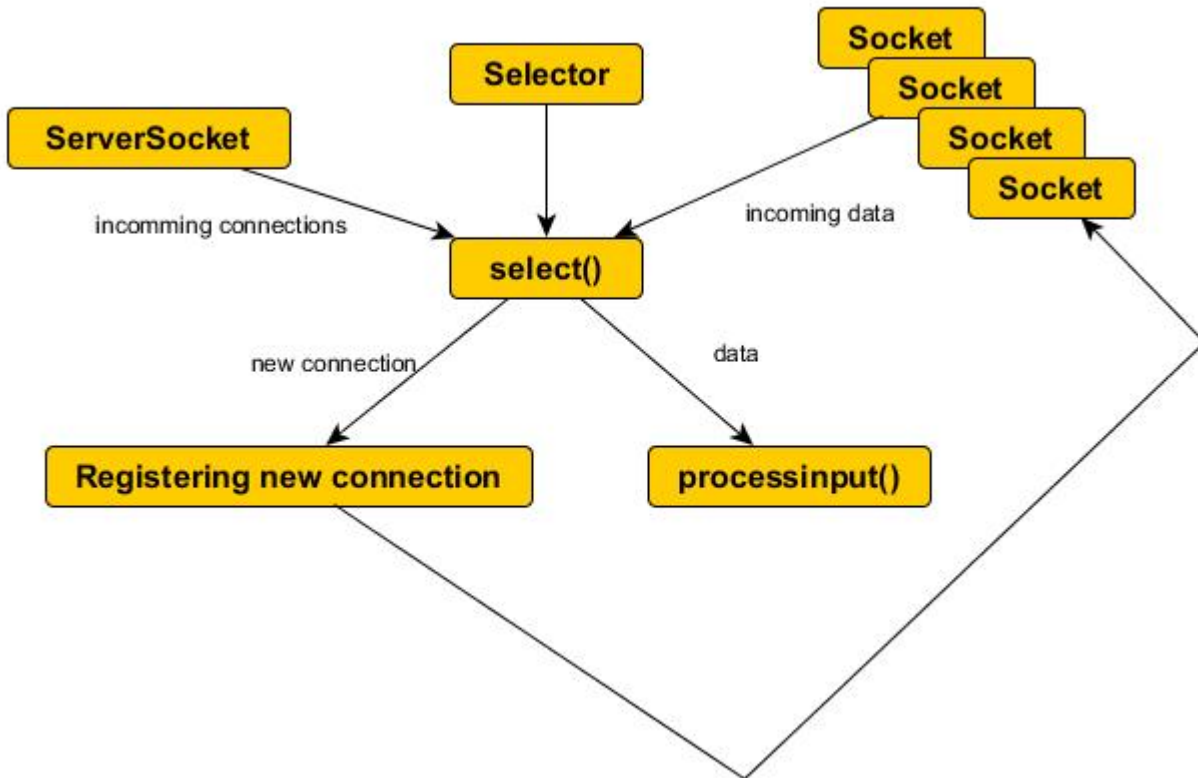 Socket
Selector
Socket
ServerSocket
Socket
Socket
incomming connections
incoming data
select()
new connection
data
Registering new connection
processinput()